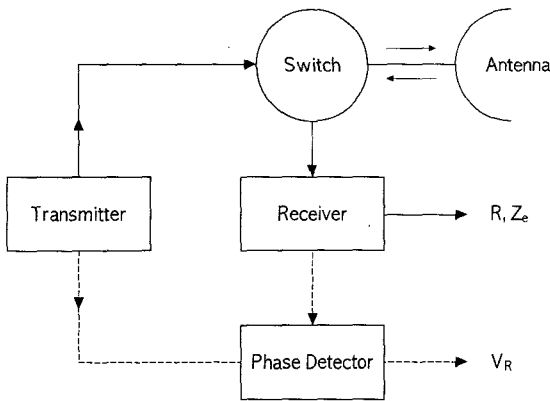 Switch
Antenna
Transmitter
Receiver
R, Zₑ
Phase Detector
V_R